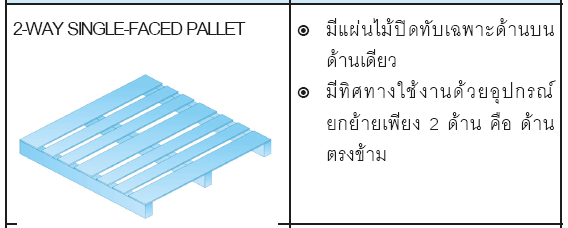 2-WAY SINGLE-FACED PALLET
๏ มีแผ่นไม้ปิดทับเฉพาะด้านบน
ด้านเดียว
๏ มีทิศทางใช้งานด้วยอุปกรณ์
ยกย้ายเพียง 2 ด้าน คือ ด้าน
ตรงข้าม